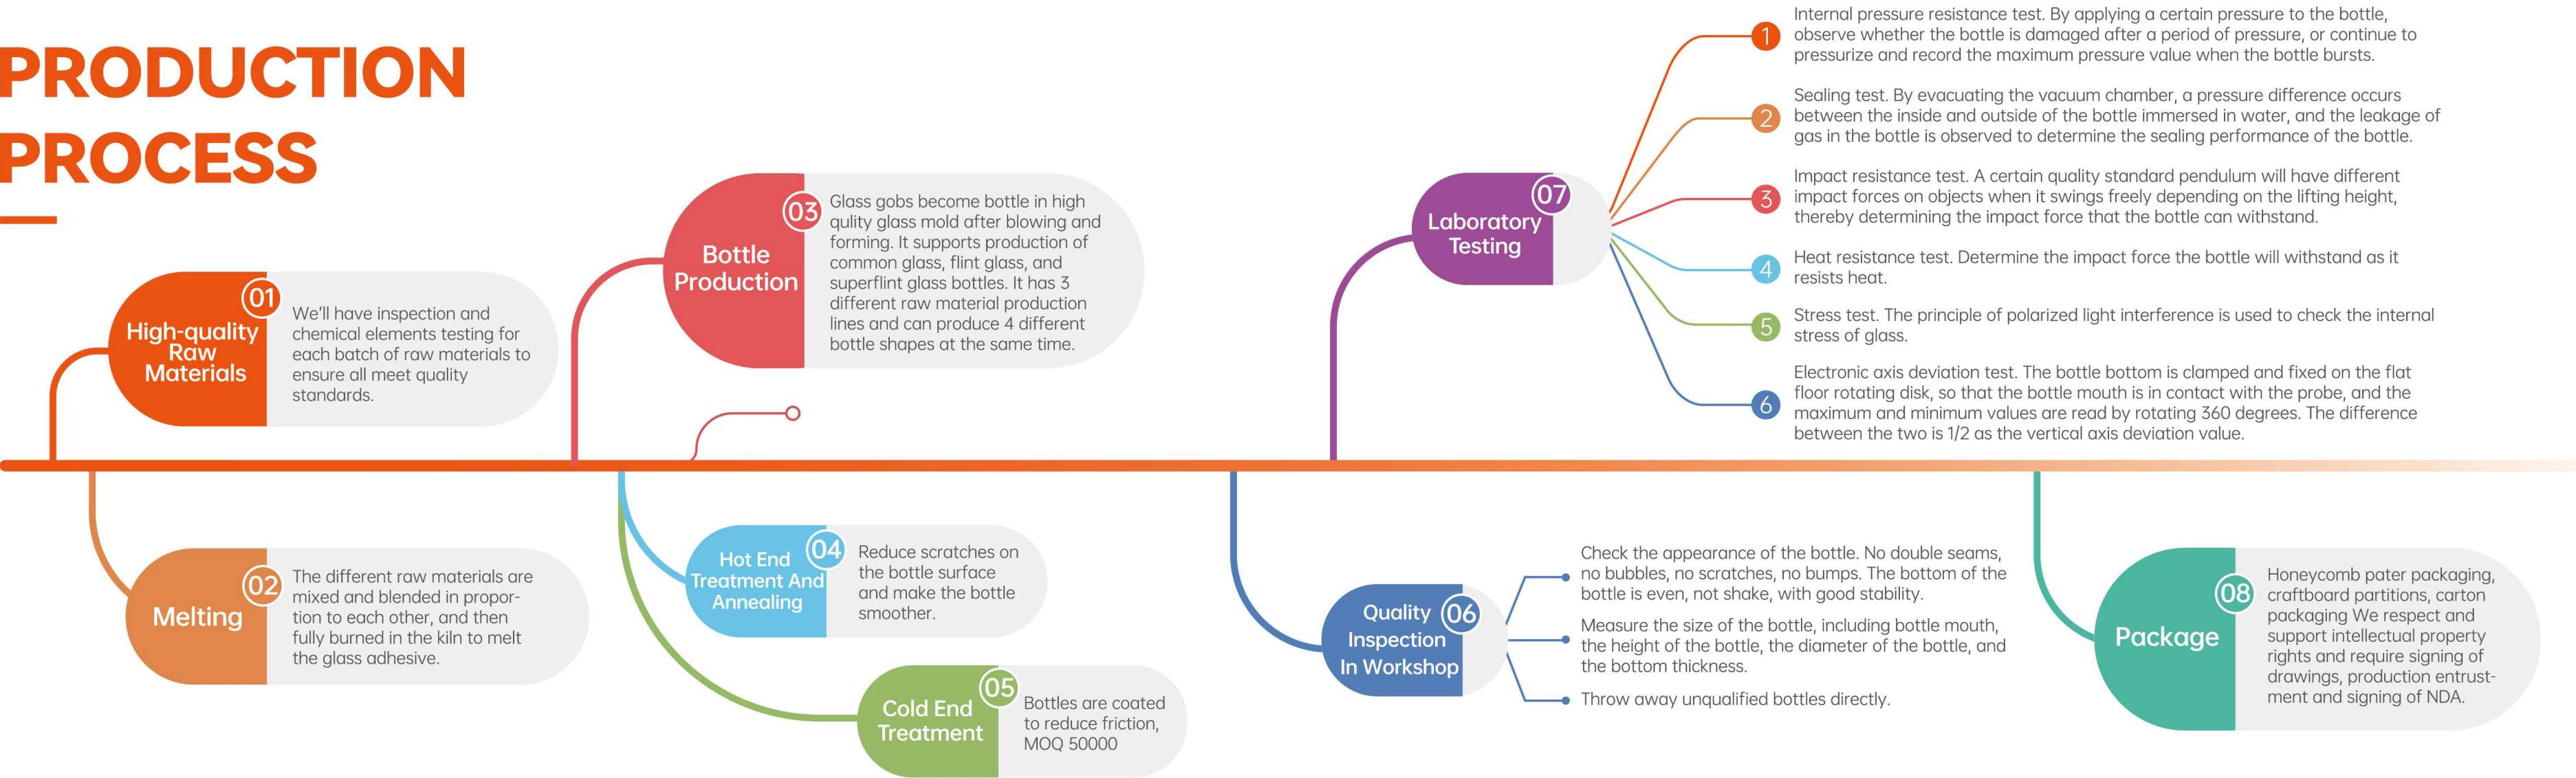 PRODUCTION
PROCESS
01
High-quality
Raw
Materials
We'll have inspection and
chemical elements testing for
each batch of raw materials to
ensure all meet quality
standards.
02
Melting
The different raw materials are
mixed and blended in propor-
tion to each other, and then
fully burned in the kiln to melt
the glass adhesive.
03
Bottle
Production
Glass gobs become bottle in high
qulity glass mold after blowing and
forming. It supports production of
common glass, flint glass, and
superflint glass bottles. It has 3
different raw material production
lines and can produce 4 different
bottle shapes at the same time.
04
Hot End
Treatment And
Annealing
Reduce scratches on
the bottle surface
and make the bottle
smoother.
05
Cold End
Treatment
Bottles are coated
to reduce friction,
MOQ 50000
06
Quality
Inspection
In Workshop
Check the appearance of the bottle. No double seams,
no bubbles, no scratches, no bumps. The bottom of the
bottle is even, not shake, with good stability.
Measure the size of the bottle, including bottle mouth,
the height of the bottle, the diameter of the bottle, and
the bottom thickness.
Throw away unqualified bottles directly.
07
Laboratory
Testing
1
Internal pressure resistance test. By applying a certain pressure to the bottle,
observe whether the bottle is damaged after a period of pressure, or continue to
pressurize and record the maximum pressure value when the bottle bursts.
2
Sealing test. By evacuating the vacuum chamber, a pressure difference occurs
between the inside and outside of the bottle immersed in water, and the leakage of
gas in the bottle is observed to determine the sealing performance of the bottle.
3
Impact resistance test. A certain quality standard pendulum will have different
impact forces on objects when it swings freely depending on the lifting height,
thereby determining the impact force that the bottle can withstand.
4
Heat resistance test. Determine the impact force the bottle will withstand as it
resists heat.
5
Stress test. The principle of polarized light interference is used to check the internal
stress of glass.
6
Electronic axis deviation test. The bottle bottom is clamped and fixed on the flat
floor rotating disk, so that the bottle mouth is in contact with the probe, and the
maximum and minimum values are read by rotating 360 degrees. The difference
between the two is 1/2 as the vertical axis deviation value.
08
Package
Honeycomb pater packaging,
craftboard partitions, carton
packaging We respect and
support intellectual property
rights and require signing of
drawings, production entrust-
ment and signing of NDA.